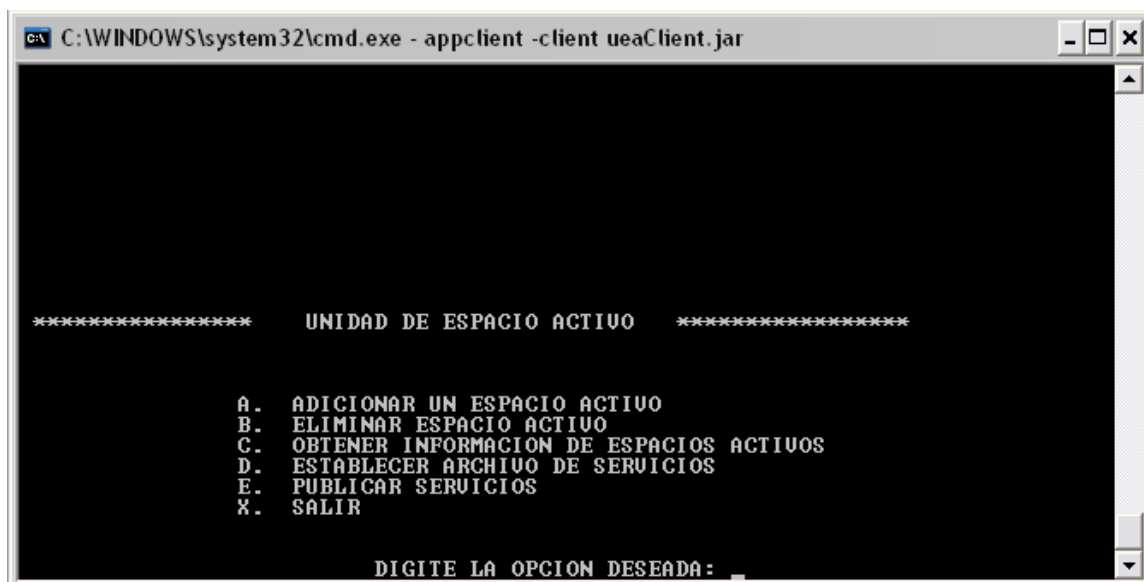 C:\WINDOWS\system32\cmd.exe - appclient -client ueaClient.jar
**************** UNIDAD DE ESPACIO ACTIVO *****************
A. ADICIONAR UN ESPACIO ACTIVO
B. ELIMINAR ESPACIO ACTIVO
C. OBTENER INFORMACION DE ESPACIOS ACTIVOS
D. ESTABLECER ARCHIVO DE SERVICIOS
E. PUBLICAR SERVICIOS
X. SALIR
DIGITE LA OPCION DESEADA: _